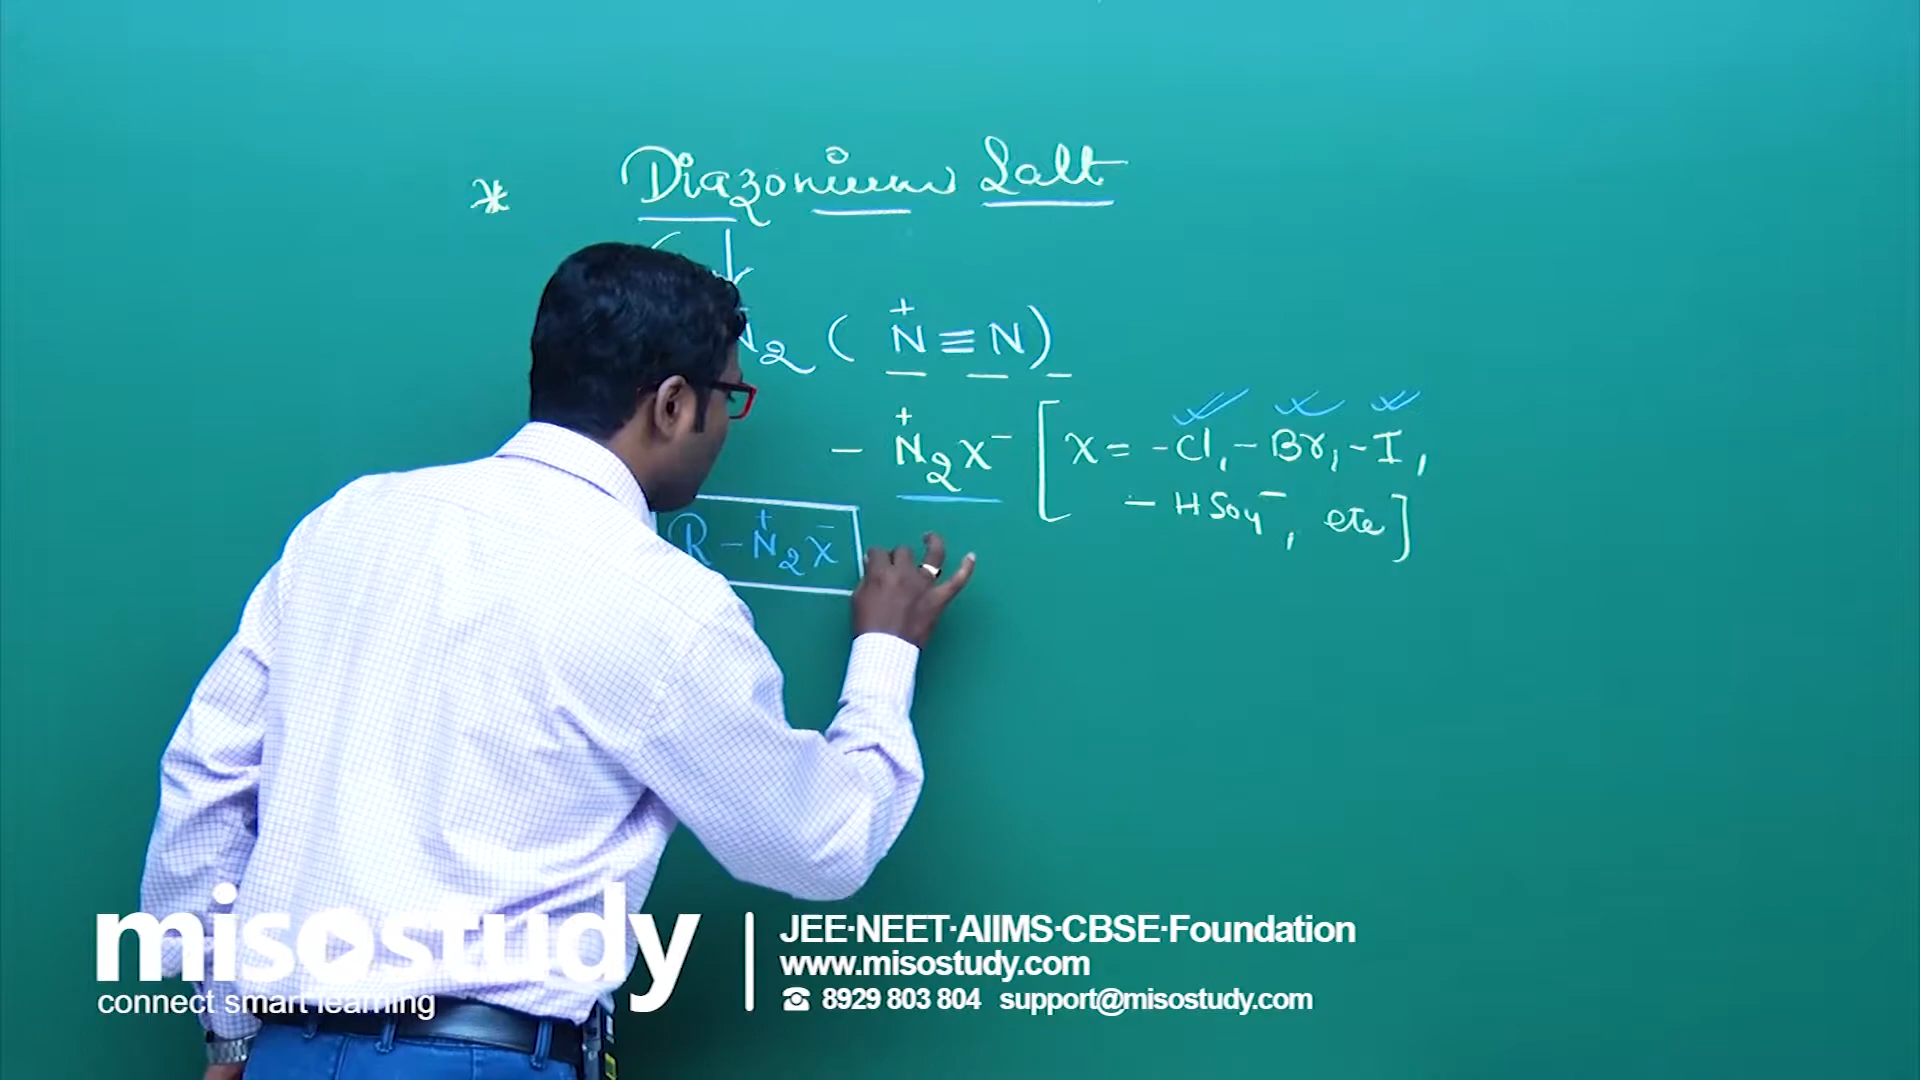 * Diazonium Salt
N₂ ( N⁺≡N)
- N⁺₂X⁻ [ X = -Cl, - Br, - I,
- HSO₄⁻, etc ]
R - N⁺₂X⁻
misostudy
connect smart learning
JEE·NEET·AIIMS·CBSE·Foundation
www.misostudy.com
☎ 8929 803 804 support@misostudy.com